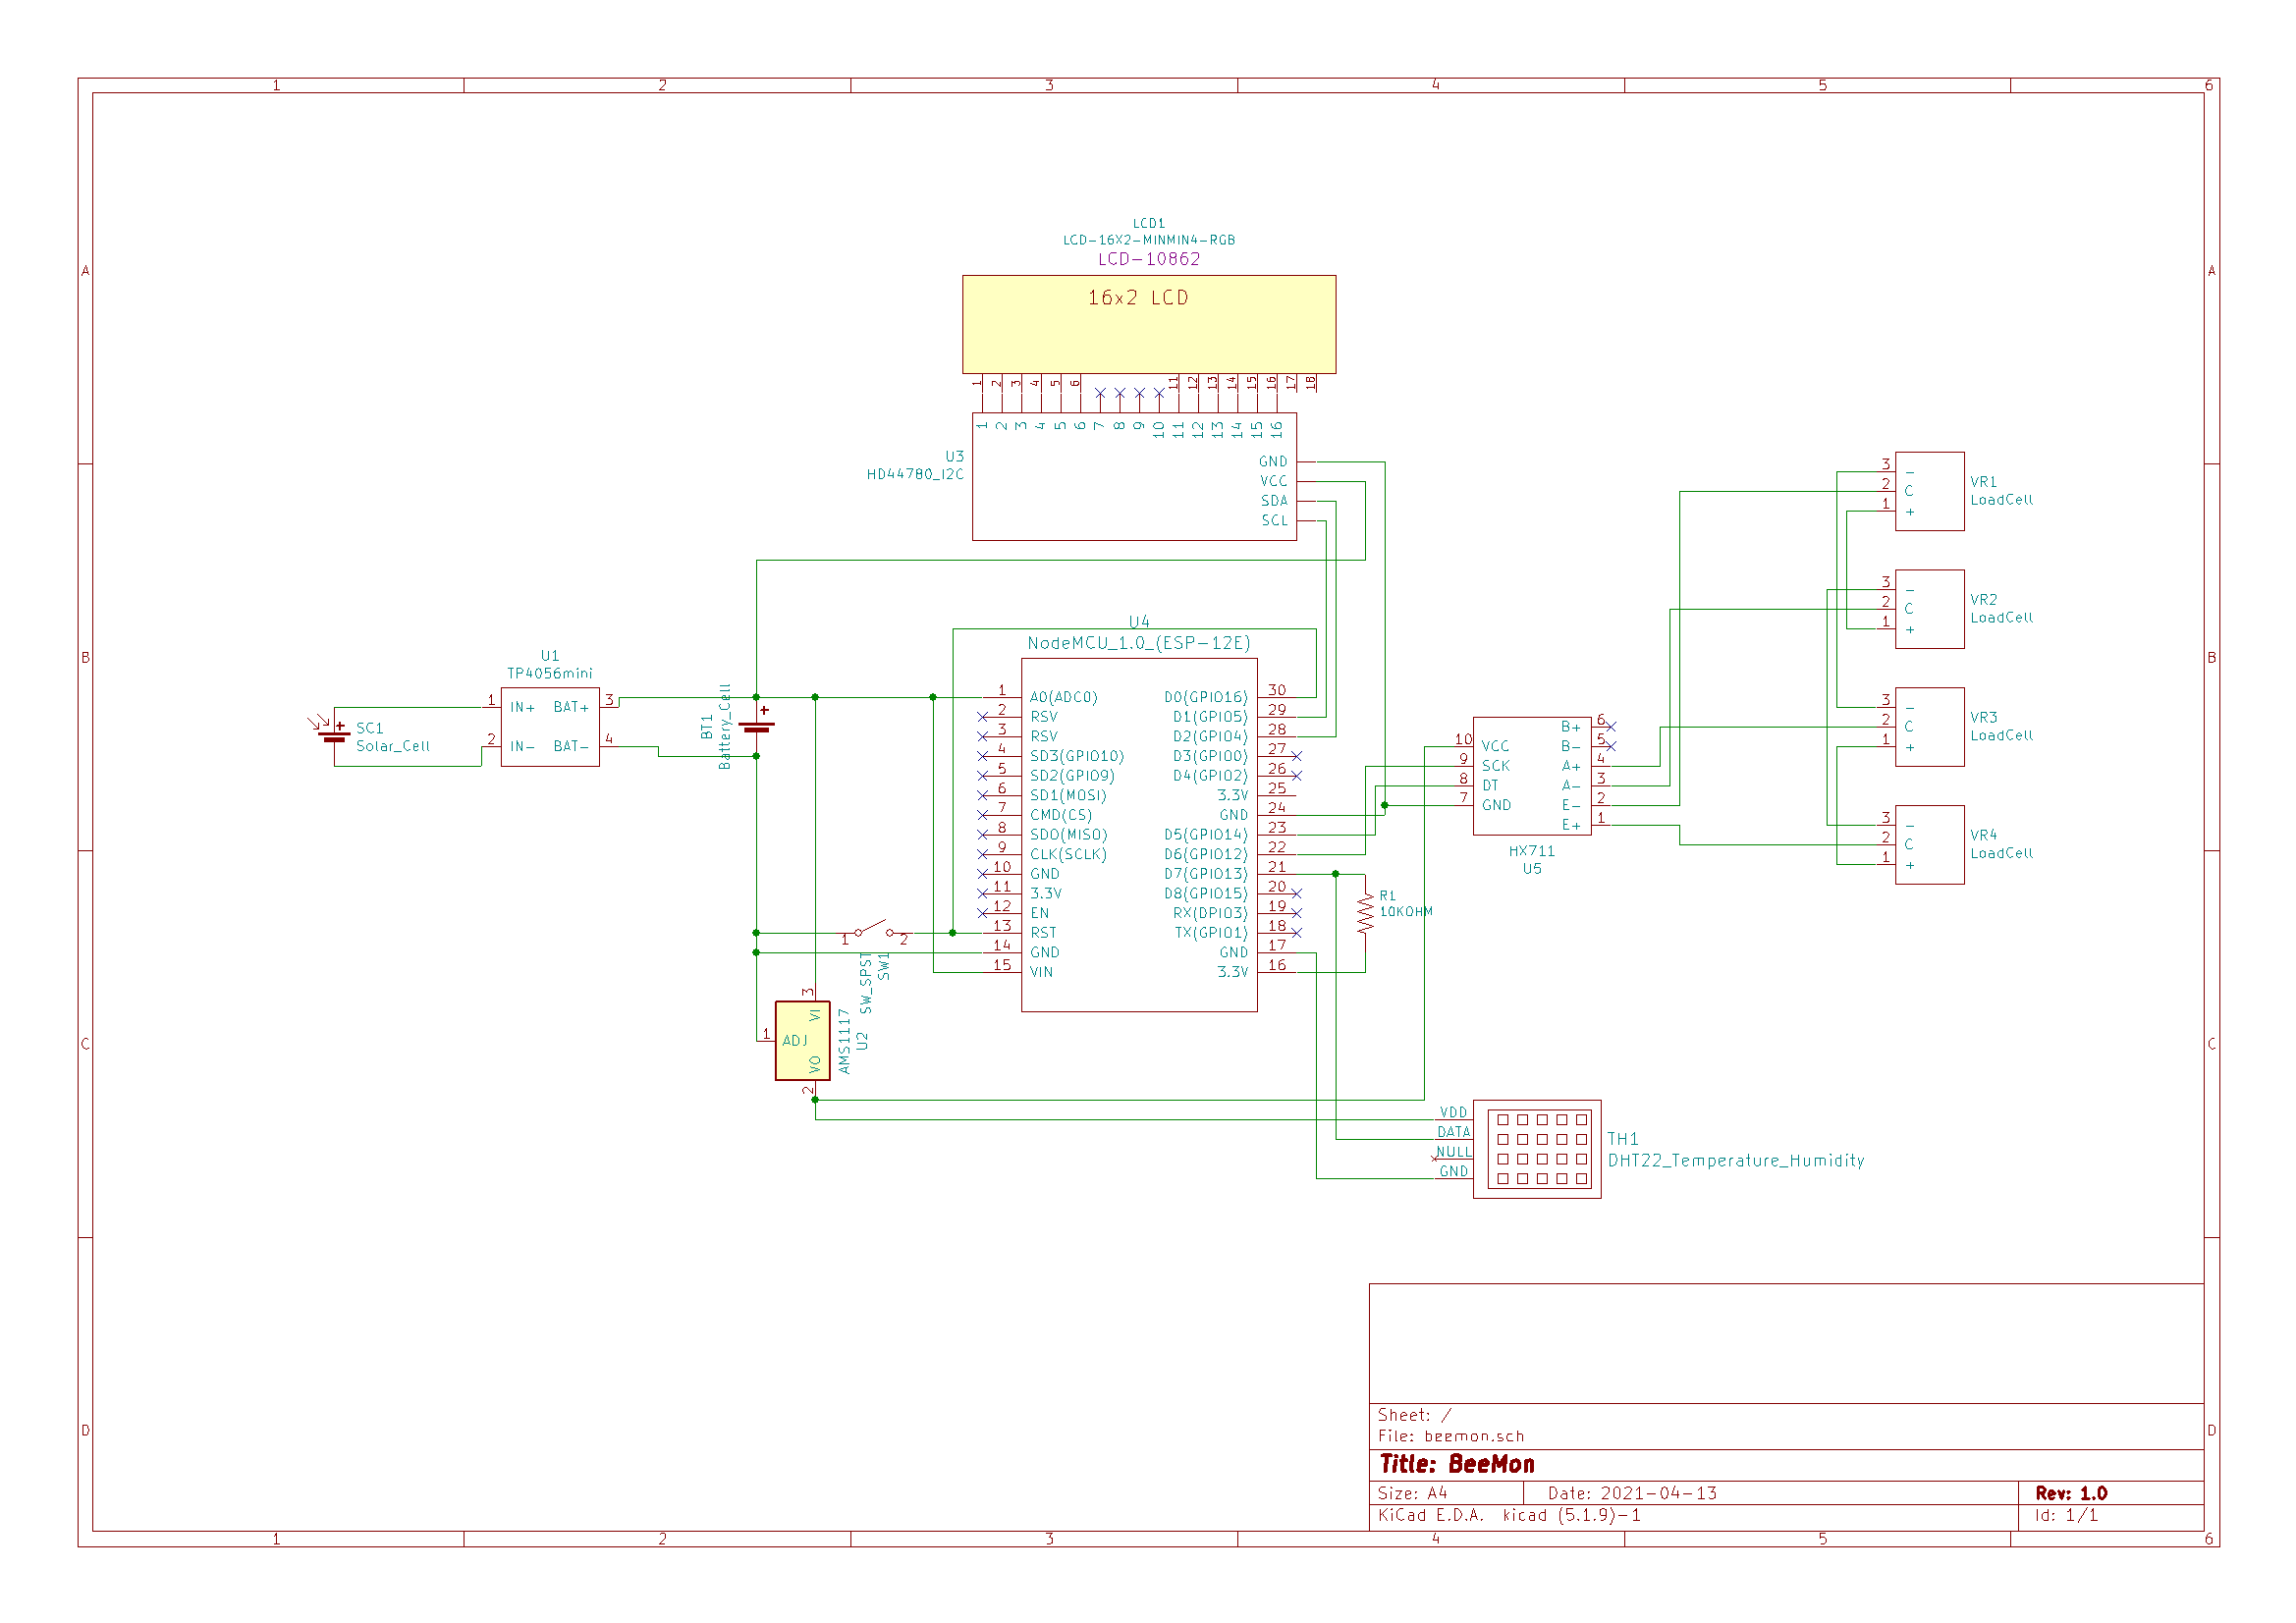 1 2 3 4 5 6
A A
LCD1
LCD-16X2-MINMIN4-RGB
LCD-10862
16x2 LCD
1 2 3 4 5 6 11 12 13 14 15 16 17 18
1 2 3 4 5 6 7 8 9 10 11 12 13 14 15 16
U3
HD44780_I2C
GND
VCC
SDA
SCL
3 -
2 C
1 +
VR1
LoadCell
3 -
2 C
1 +
VR2
LoadCell
3 -
2 C
1 +
VR3
LoadCell
3 -
2 C
1 +
VR4
LoadCell
B B
U1
TP4056mini
1 IN+ BAT+ 3
2 IN- BAT- 4
+
SC1
Solar_Cell
+
BT1
Battery_Cell
U4
NodeMCU_1.0_(ESP-12E)
1 A0(ADC0) D0(GPIO16) 30
2 RSV D1(GPIO5) 29
3 RSV D2(GPIO4) 28
4 SD3(GPIO10) D3(GPIO0) 27
5 SD2(GPIO9) D4(GPIO2) 26
6 SD1(MOSI) 3.3V 25
7 CMD(CS) GND 24
8 SDO(MISO) D5(GPIO14) 23
9 CLK(SCLK) D6(GPIO12) 22
10 GND D7(GPIO13) 21
11 3.3V D8(GPIO15) 20
12 EN RX(DPIO3) 19
13 RST TX(GPIO1) 18
14 GND GND 17
15 VIN 3.3V 16
B+ 6
10 VCC B- 5
9 SCK A+ 4
8 DT A- 3
7 GND E- 2
E+ 1
HX711
U5
R1
10KOHM
1 2
SW_SPST
SW1
3
VI
1 ADJ
VO
2
AMS1117
U2
C C
VDD
DATA
NULL
GND
TH1
DHT22_Temperature_Humidity
D D
Sheet: /
File: beemon.sch
Title: BeeMon
Size: A4 Date: 2021-04-13 Rev: 1.0
KiCad E.D.A. kicad (5.1.9)-1 Id: 1/1
1 2 3 4 5 6